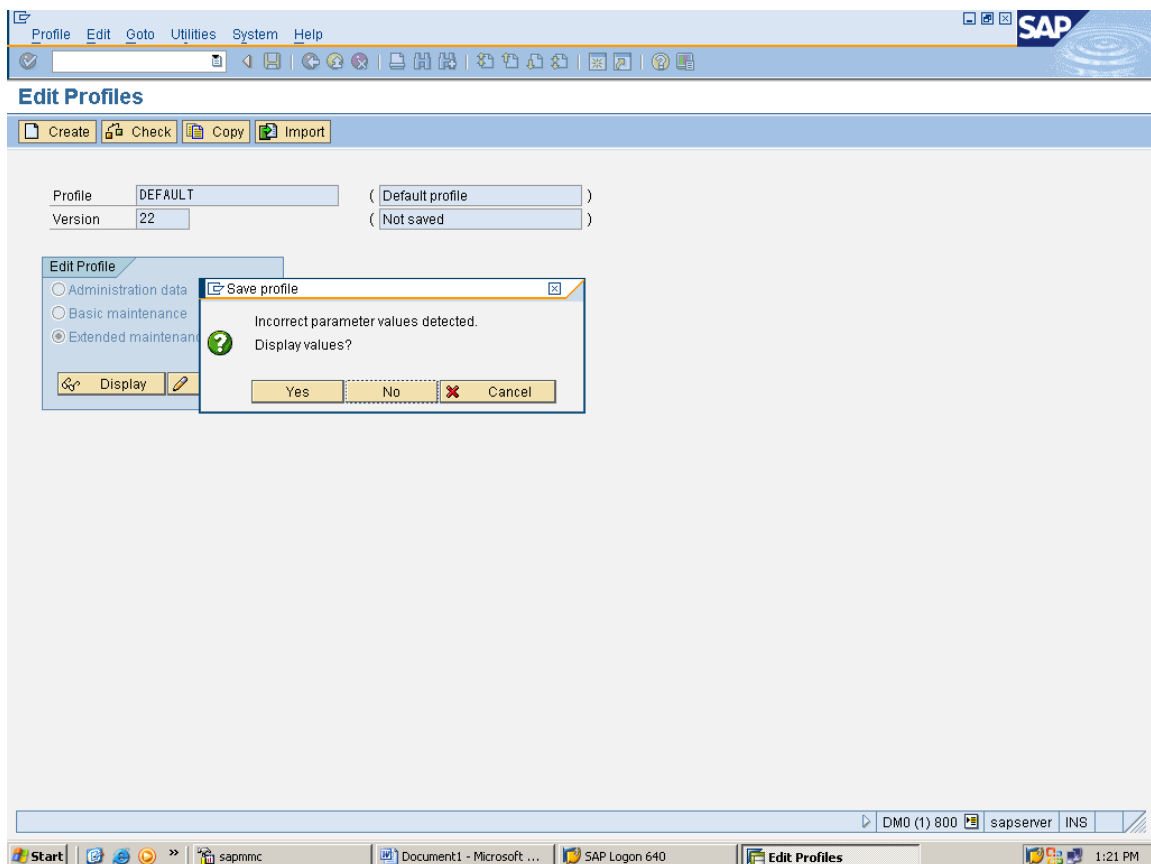 Profile Edit Goto Utilities System Help
SAP
Edit Profiles
Create Check Copy Import
Profile DEFAULT ( Default profile )
Version 22 ( Not saved )
Edit Profile
Administration data
Basic maintenance
Extended maintenanc
Display
Save profile
Incorrect parameter values detected.
Display values?
Yes No Cancel
DM0 (1) 800 sapserver INS
Start » sapmmc Document1 - Microsoft ... SAP Logon 640 Edit Profiles 1:21 PM